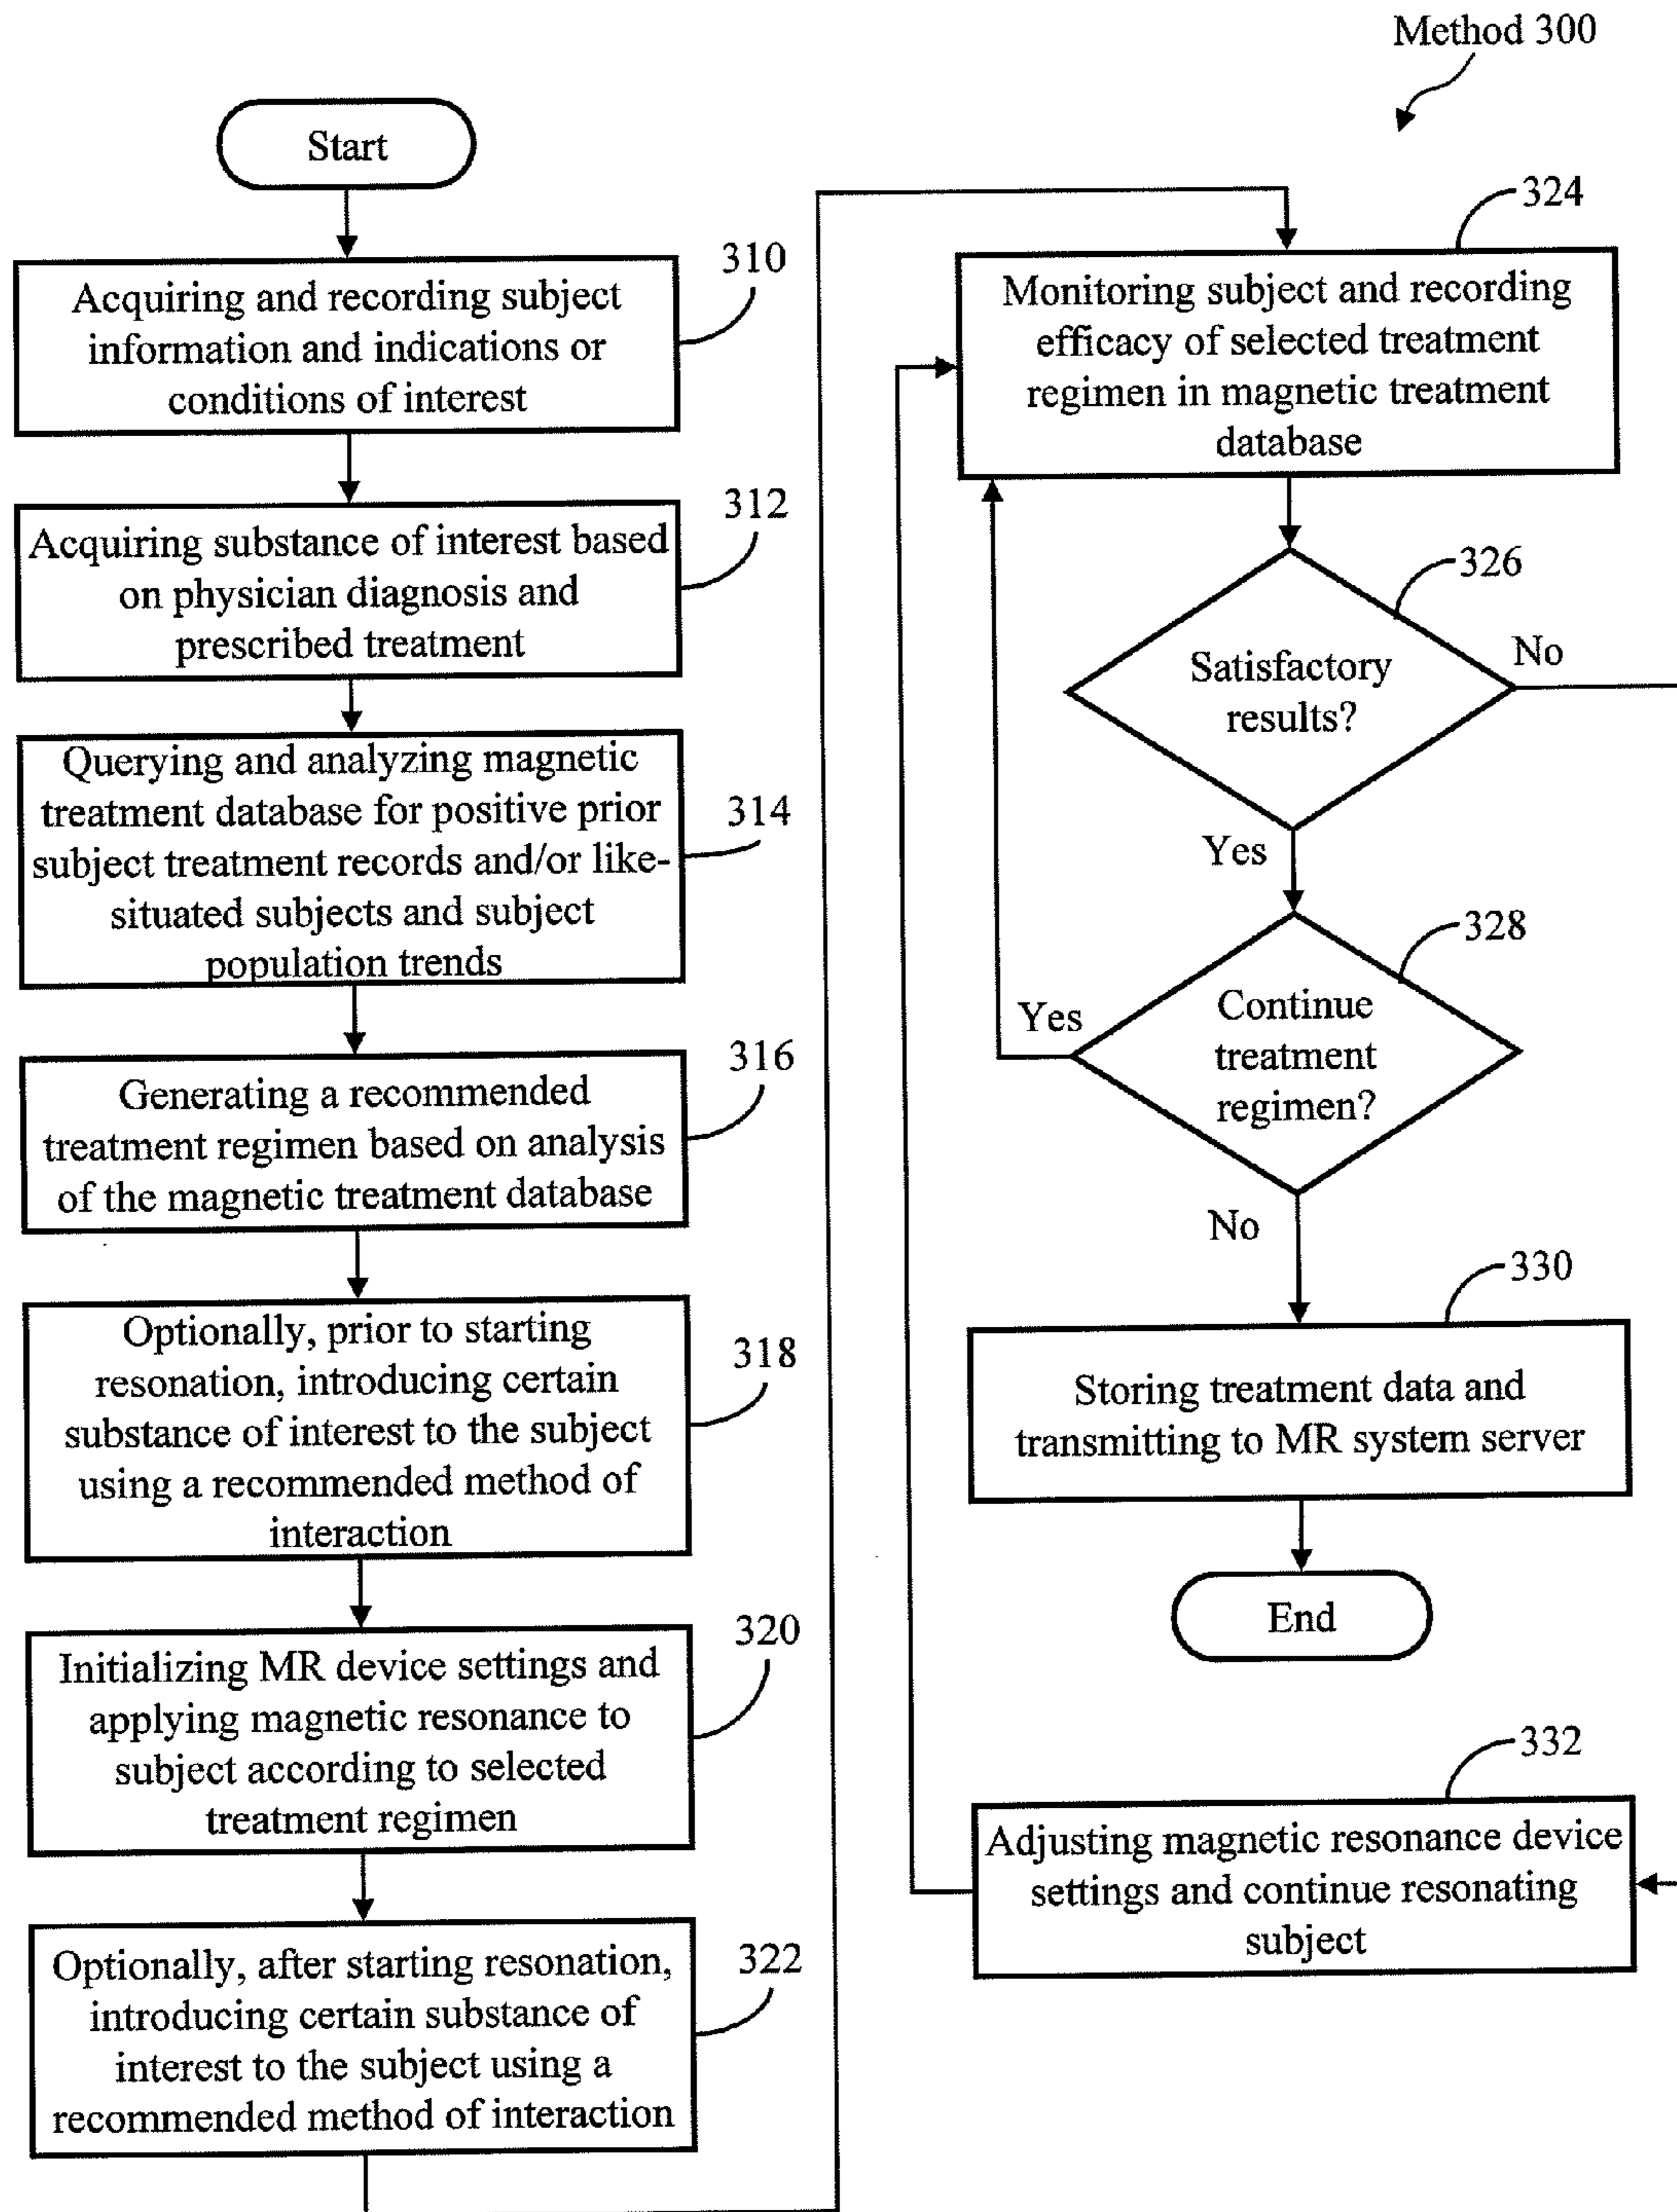 Method 300
Start
310
Acquiring and recording subject
information and indications or
conditions of interest
312
Acquiring substance of interest based
on physician diagnosis and
prescribed treatment
314
Querying and analyzing magnetic
treatment database for positive prior
subject treatment records and/or like-
situated subjects and subject
population trends
316
Generating a recommended
treatment regimen based on analysis
of the magnetic treatment database
318
Optionally, prior to starting
resonation, introducing certain
substance of interest to the subject
using a recommended method of
interaction
320
Initializing MR device settings and
applying magnetic resonance to
subject according to selected
treatment regimen
322
Optionally, after starting resonation,
introducing certain substance of
interest to the subject using a
recommended method of interaction
324
Monitoring subject and recording
efficacy of selected treatment
regimen in magnetic treatment
database
326
Satisfactory
results?
No
Yes
328
Continue
treatment
regimen?
Yes
No
330
Storing treatment data and
transmitting to MR system server
End
332
Adjusting magnetic resonance device
settings and continue resonating
subject